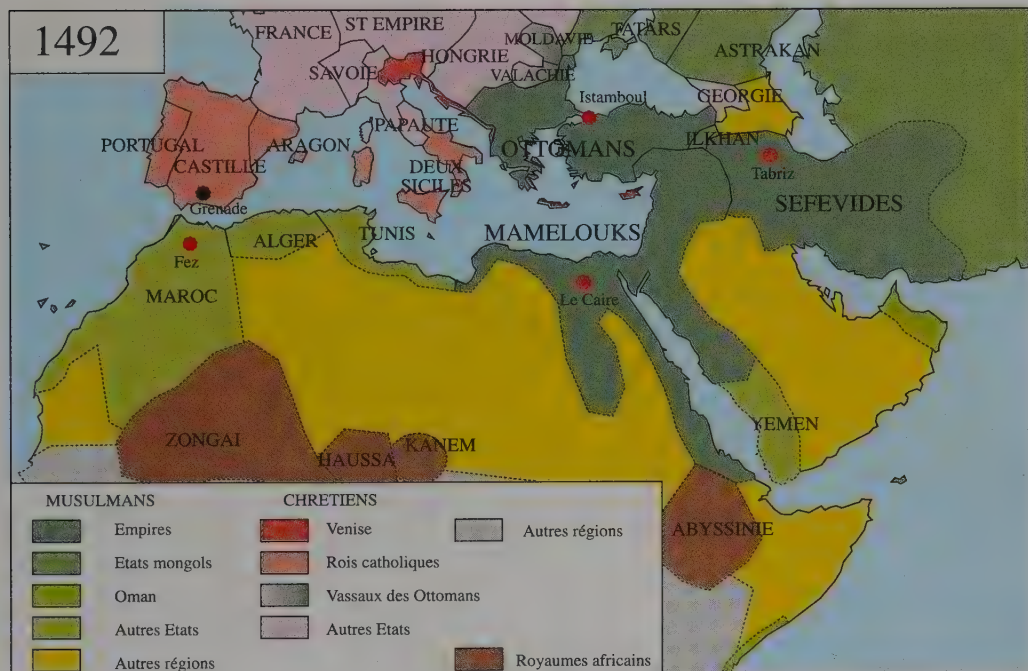 1492
FRANCE
ST EMPIRE
MOLDAVIE
TATARS
ASTRAKAN
SAVOIE
HONGRIE
VALACHIE
GEORGIE
Istamboul
PORTUGAL
CASTILLE
ARAGON
PAPAUTE
OTTOMANS
ILKHAN
Tabriz
DEUX
SICILES
Grenade
SEFEVIDES
MAMELOUKS
TUNIS
ALGER
Fez
MAROC
Le Caire
YEMEN
ZONGAI
HAUSSA
KANEM
ABYSSINIE
MUSULMANS
Empires
Etats mongols
Oman
Autres Etats
Autres régions
CHRETIENS
Venise
Rois catholiques
Vassaux des Ottomans
Autres Etats
Autres régions
Royaumes africains